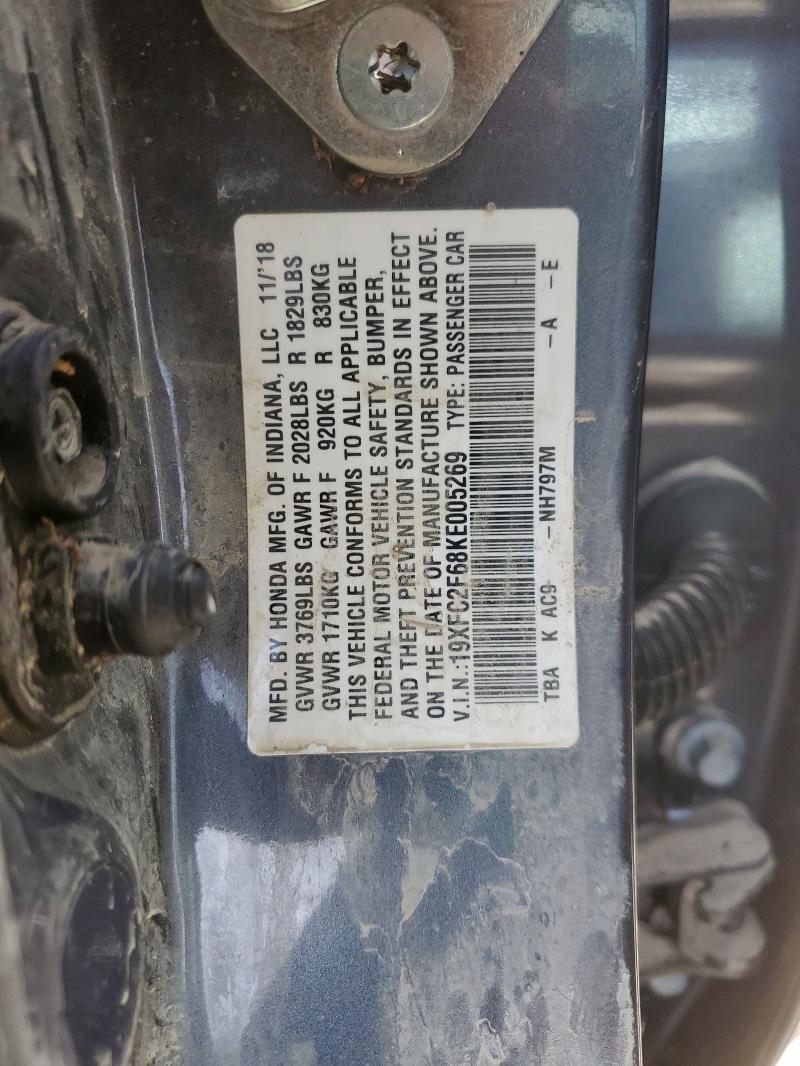 MFD. BY HONDA MFG. OF INDIANA, LLC 11/'18
GVWR 3769LBS GAWR F 2028LBS R 1829LBS
GVWR 1710KG GAWR F 920KG R 830KG
THIS VEHICLE CONFORMS TO ALL APPLICABLE
FEDERAL MOTOR VEHICLE SAFETY, BUMPER,
AND THEFT PREVENTION STANDARDS IN EFFECT
ON THE DATE OF MANUFACTURE SHOWN ABOVE.
V.I.N.:19XFC2F68KE005269 TYPE: PASSENGER CAR
TBA K AC9 -NH797M -A -E